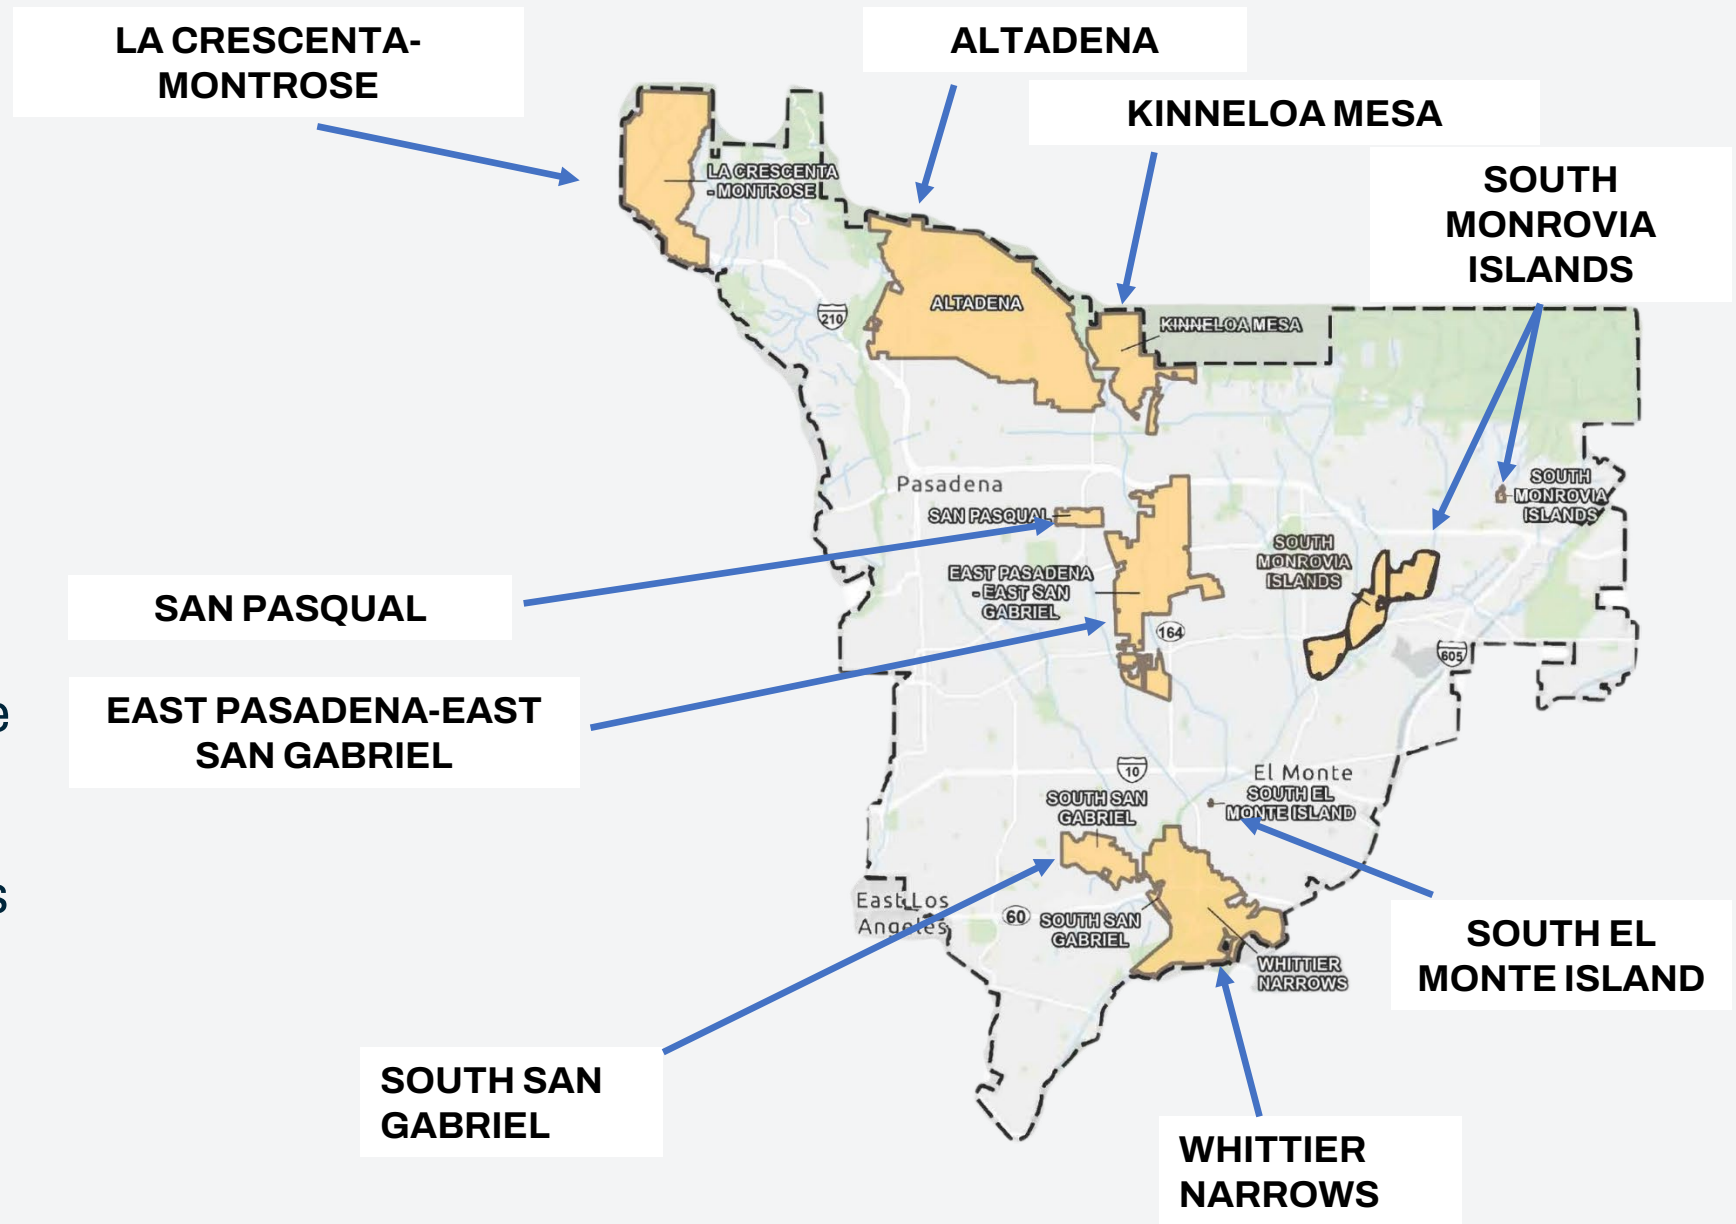 LA CRESCENTA-
MONTROSE
ALTADENA
KINNELOA MESA
SOUTH
MONROVIA
ISLANDS
LA CRESCENTA
- MONTROSE
ALTADENA
210
KINNELOA MESA
Pasadena
SAN PASQUAL
SOUTH
MONROVIA
ISLANDS
SOUTH
MONROVIA
ISLANDS
EAST PASADENA
- EAST SAN
GABRIEL
SAN PASQUAL
164
605
e
EAST PASADENA-EAST
SAN GABRIEL
10
El Monte
SOUTH EL
MONTE ISLAND
SOUTH SAN
GABRIEL
s
East Los
Angeles
60
SOUTH SAN
GABRIEL
WHITTIER
NARROWS
SOUTH EL
MONTE ISLAND
SOUTH SAN
GABRIEL
WHITTIER
NARROWS